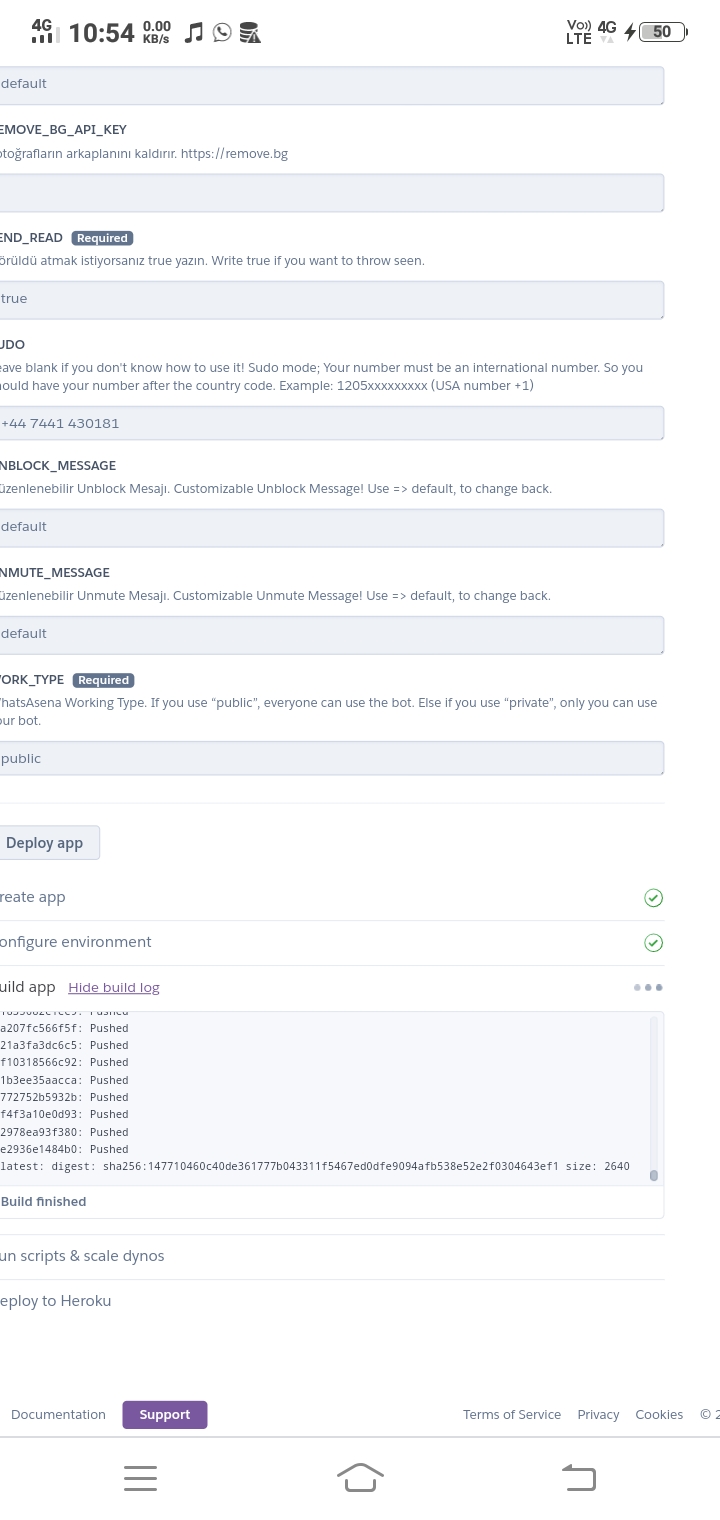 4G 10:54 0.00 KB/s Vo)) LTE 4G 50
default
EMOVE_BG_API_KEY
otoğrafların arkaplanını kaldırır. https://remove.bg
END_READ Required
örüldü atmak istiyorsanız true yazın. Write true if you want to throw seen.
true
UDO
eave blank if you don't know how to use it! Sudo mode; Your number must be an international number. So you
hould have your number after the country code. Example: 1205xxxxxxxxx (USA number +1)
+44 7441 430181
NBLOCK_MESSAGE
üzenlenebilir Unblock Mesajı. Customizable Unblock Message! Use => default, to change back.
default
NMUTE_MESSAGE
üzenlenebilir Unmute Mesajı. Customizable Unmute Message! Use => default, to change back.
default
ORK_TYPE Required
hatsAsena Working Type. If you use “public”, everyone can use the bot. Else if you use “private”, only you can use
our bot.
public
Deploy app
reate app
onfigure environment
uild app Hide build log
a207fc566f5f: Pushed
21a3fa3dc6c5: Pushed
f10318566c92: Pushed
1b3ee35aacca: Pushed
772752b5932b: Pushed
f4f3a10e0d93: Pushed
2978ea93f380: Pushed
e2936e1484b0: Pushed
latest: digest: sha256:147710460c40de361777b043311f5467ed0dfe9094afb538e52e2f0304643ef1 size: 2640
Build finished
un scripts & scale dynos
eploy to Heroku
Documentation Support Terms of Service Privacy Cookies © 2